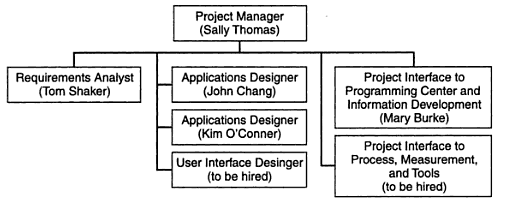 Project Manager
(Sally Thomas)
Requirements Analyst
(Tom Shaker)
Applications Designer
(John Chang)
Applications Designer
(Kim O'Conner)
User Interface Desinger
(to be hired)
Project Interface to
Programming Center and
Information Development
(Mary Burke)
Project Interface to
Process, Measurement,
and Tools
(to be hired)